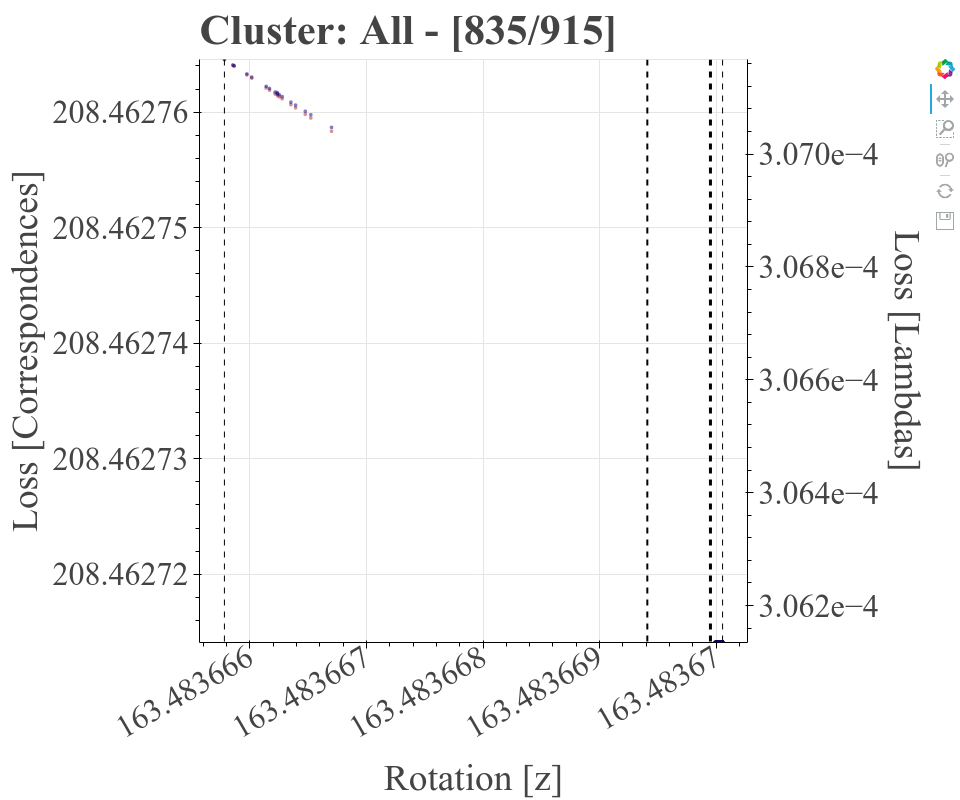 Cluster: All - [835/915]
Loss [Correspondences]
208.46276
208.46275
208.46274
208.46273
208.46272
3.070e−4
3.068e−4
3.066e−4
3.064e−4
3.062e−4
Loss [Lambdas]
163.483666
163.483667
163.483668
163.483669
163.48367
Rotation [z]